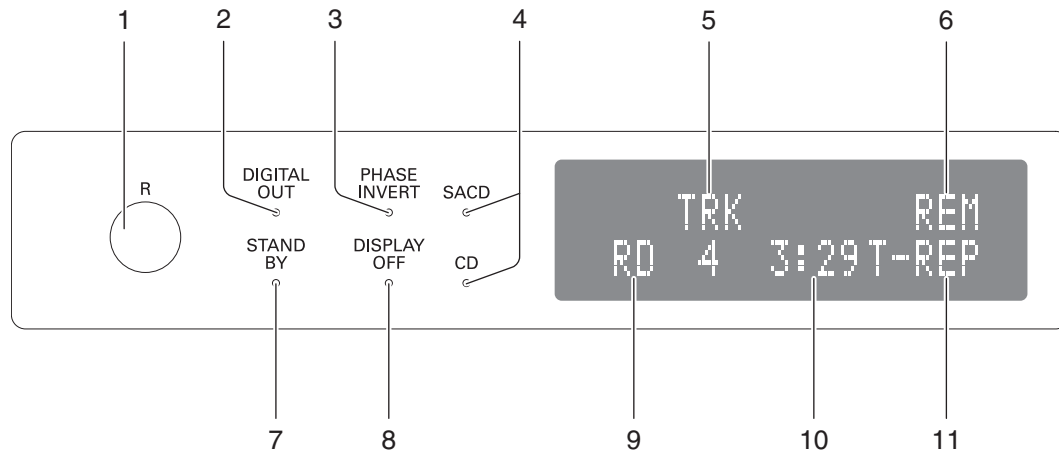 1 2 3 4 5 6
R
DIGITAL
OUT
PHASE
INVERT
SACD
STAND
BY
DISPLAY
OFF
CD
TRK REM
RD 4 3:29 T-REP
7 8 9 10 11